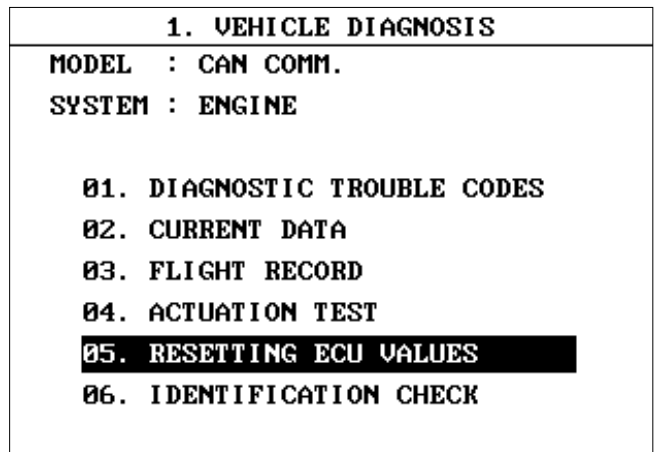 1. VEHICLE DIAGNOSIS
MODEL : CAN COMM.
SYSTEM : ENGINE
01. DIAGNOSTIC TROUBLE CODES
02. CURRENT DATA
03. FLIGHT RECORD
04. ACTUATION TEST
05. RESETTING ECU VALUES
06. IDENTIFICATION CHECK